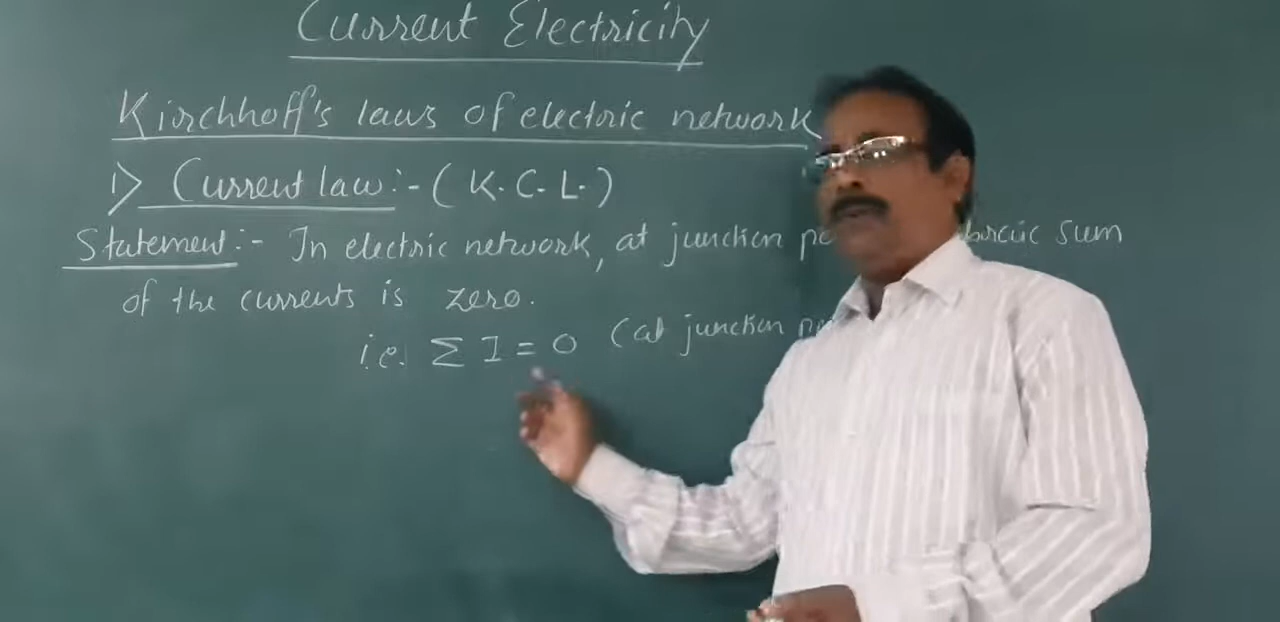 Current Electricity
Kirchhoff's laws of electric network
1> Current law:- (K.C.L.)
Statement:- In electric network, at junction sum
of the currents is zero.
i.e. Σ I = 0 (at junction